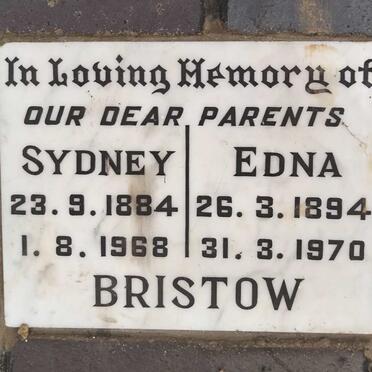 In Loving Memory of
OUR DEAR PARENTS
SYDNEY EDNA
23.9.1884 26.3.1894
1.8.1968 31.3.1970
BRISTOW